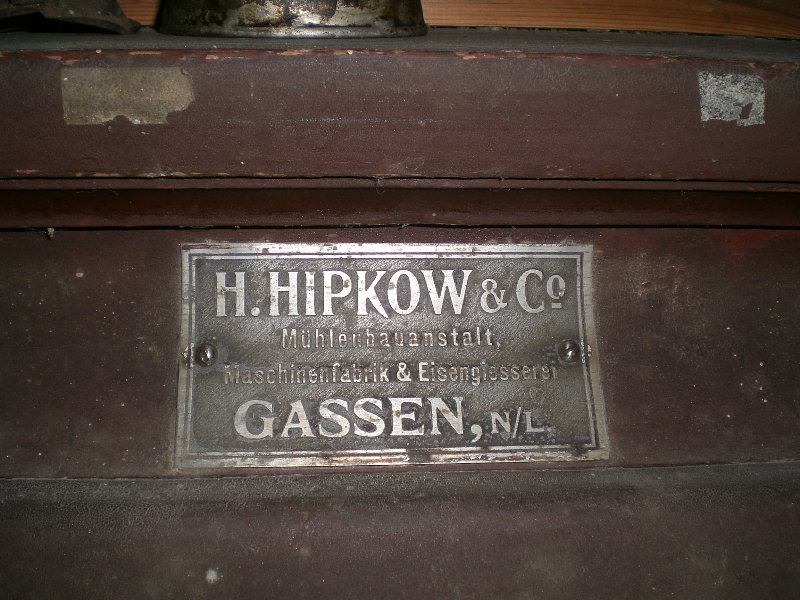 H. HIPKOW & Co
Mühlenbauanstalt,
Maschinenfabrik & Eisengiesserei
GASSEN, N/L.